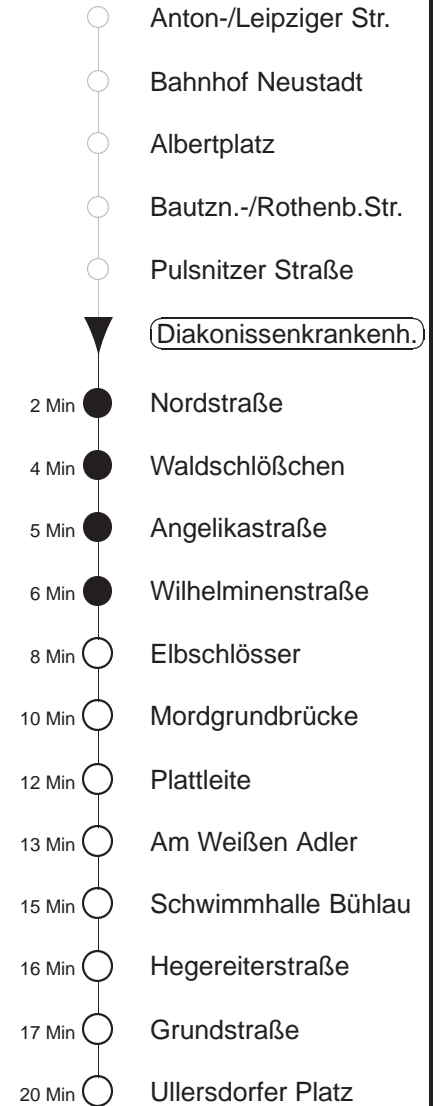 Anton-/Leipziger Str.
Bahnhof Neustadt
Albertplatz
Bautzn.-/Rothenb.Str.
Pulsnitzer Straße
Diakonissenkrankenh.
2 Min Nordstraße
4 Min Waldschlößchen
5 Min Angelikastraße
6 Min Wilhelminenstraße
8 Min Elbschlösser
10 Min Mordgrundbrücke
12 Min Plattleite
13 Min Am Weißen Adler
15 Min Schwimmhalle Bühlau
16 Min Hegereiterstraße
17 Min Grundstraße
20 Min Ullersdorfer Platz